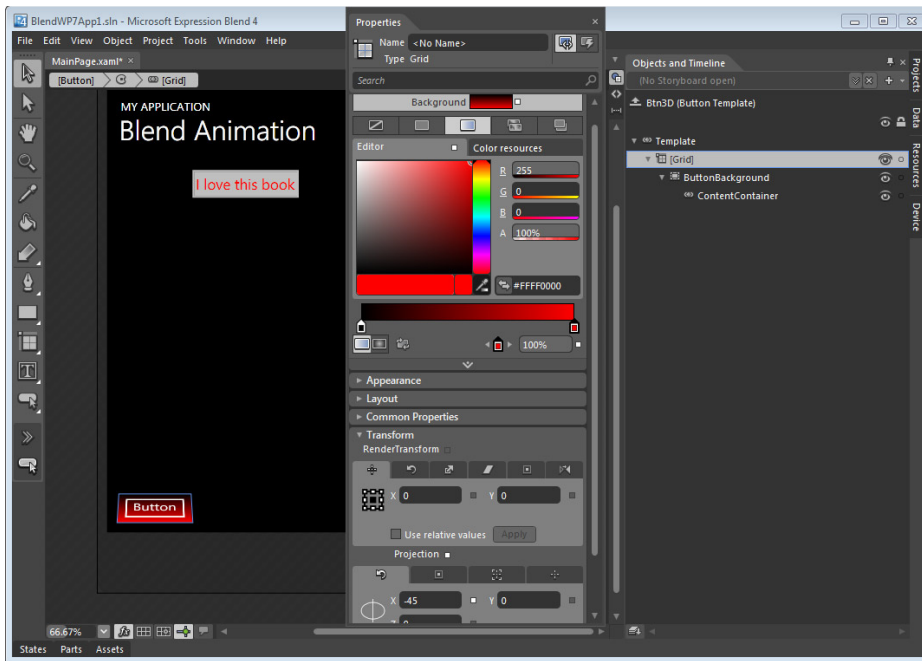 BlendWP7App1.sln - Microsoft Expression Blend 4
File Edit View Object Project Tools Window Help
MainPage.xaml* ×
[Button] [Grid]
MY APPLICATION
Blend Animation
I love this book
Button
66.67%
States Parts Assets
Properties ×
Name <No Name>
Type Grid
Search
Background
Editor
Color resources
R 255
G 0
B 0
A 100%
#FFFF0000
100%
Appearance
Layout
Common Properties
Transform
RenderTransform
X 0 Y 0
Use relative values Apply
Projection
X -45 Y 0
Objects and Timeline
(No Storyboard open)
Btn3D (Button Template)
Template
[Grid]
ButtonBackground
ContentContainer
Projects
Data
Resources
Device